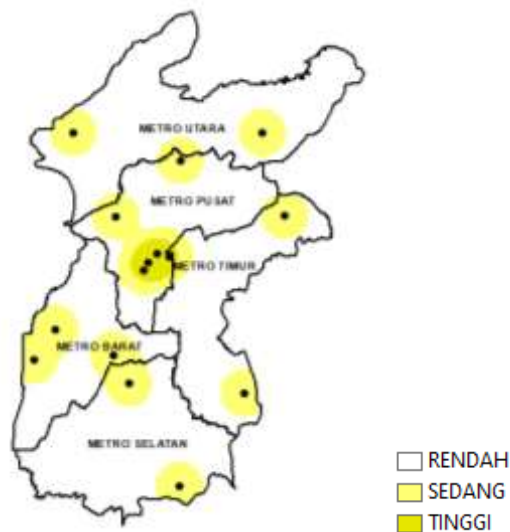 METRO UTARA
METRO PUSAT
METRO TIMUR
METRO BARAT
METRO SELATAN
RENDAH
SEDANG
TINGGI